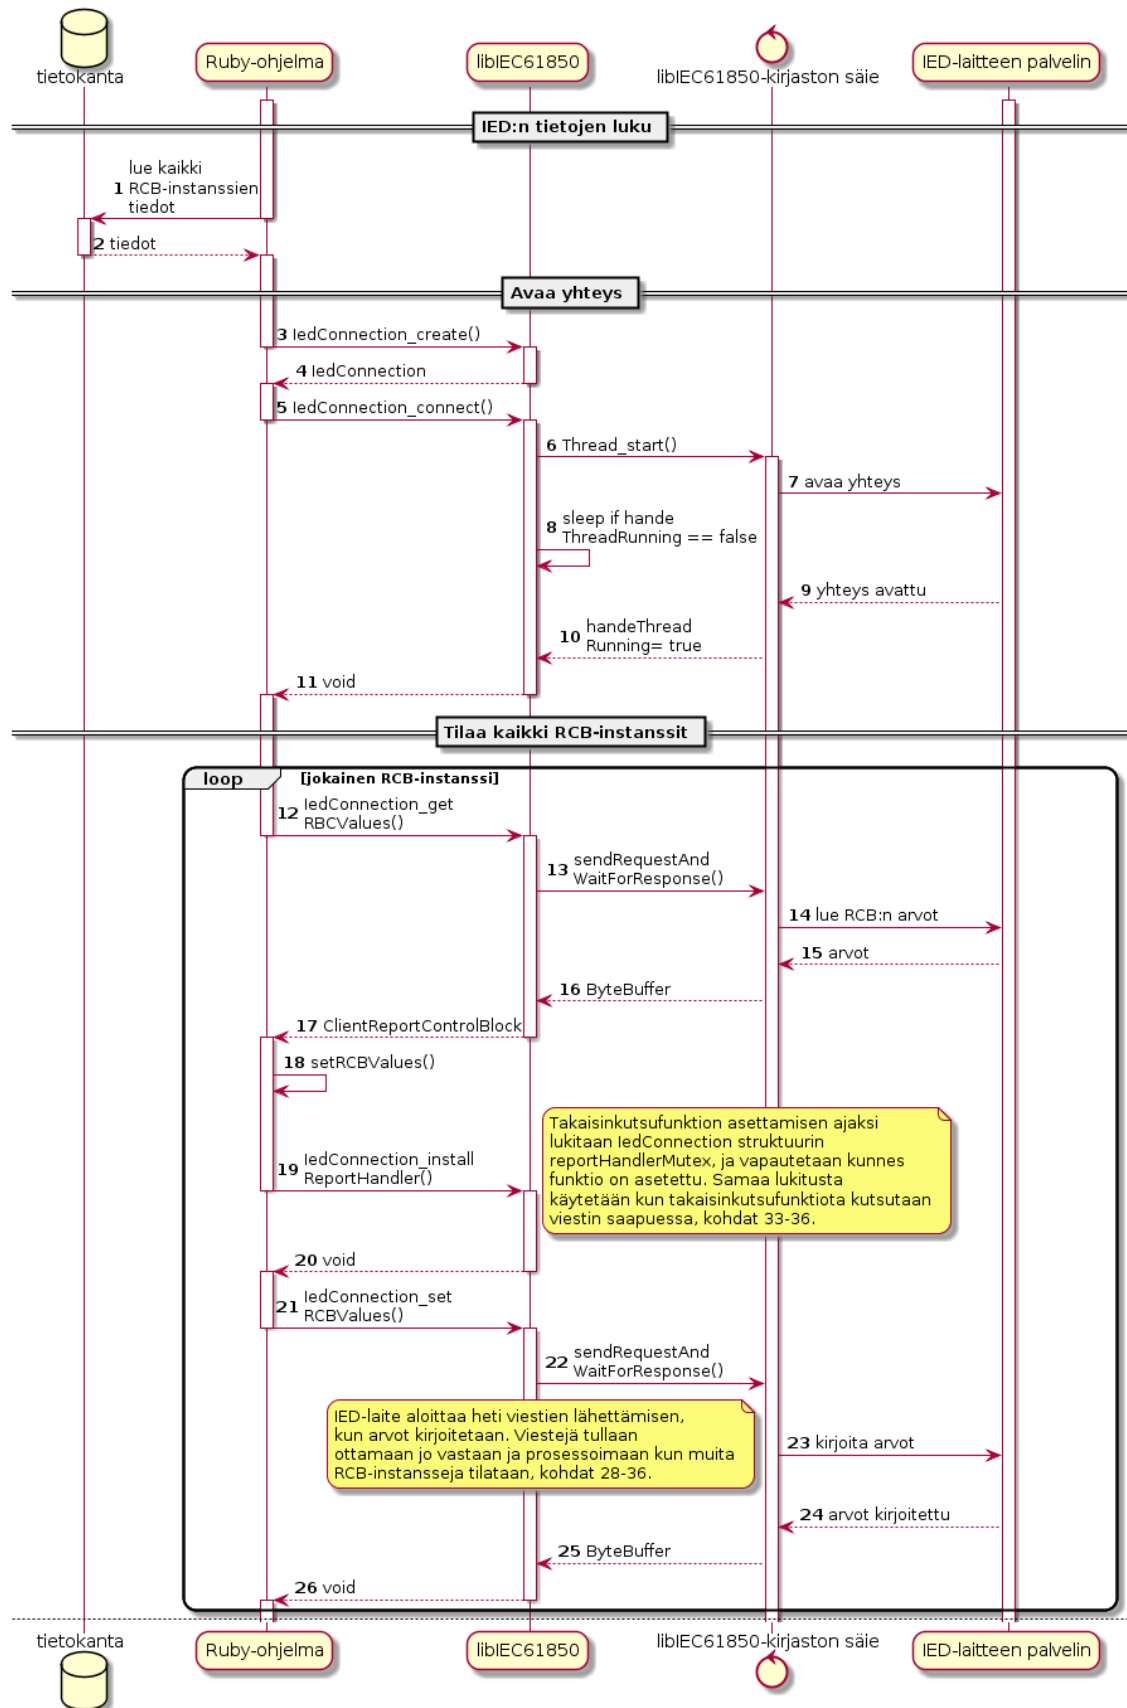 tietokanta
Ruby-ohjelma
libIEC61850
libIEC61850-kirjaston säie
IED-laitteen palvelin
IED:n tietojen luku
lue kaikki
1 RCB-instanssien
tiedot
2 tiedot
Avaa yhteys
3 IedConnection_create()
4 IedConnection
5 IedConnection_connect()
6 Thread_start()
7 avaa yhteys
8 sleep if hande
ThreadRunning == false
9 yhteys avattu
10 handeThread
Running= true
11 void
Tilaa kaikki RCB-instanssit
loop
[jokainen RCB-instanssi]
12 IedConnection_get
RBCValues()
13 sendRequestAnd
WaitForResponse()
14 lue RCB:n arvot
15 arvot
16 ByteBuffer
17 ClientReportControlBlock
18 setRCBValues()
Takaisinkutsufunktion asettamisen ajaksi
lukitaan IedConnection struktuurin
reportHandlerMutex, ja vapautetaan kunnes
funktio on asetettu. Samaa lukitusta
käytetään kun takaisinkutsufunktiota kutsutaan
viestin saapuessa, kohdat 33-36.
19 IedConnection_install
ReportHandler()
20 void
21 IedConnection_set
RCBValues()
22 sendRequestAnd
WaitForResponse()
IED-laite aloittaa heti viestien lähettämisen,
kun arvot kirjoitetaan. Viestejä tullaan
ottamaan jo vastaan ja prosessoimaan kun muita
RCB-instansseja tilataan, kohdat 28-36.
23 kirjoita arvot
24 arvot kirjoitettu
25 ByteBuffer
26 void
tietokanta
Ruby-ohjelma
libIEC61850
libIEC61850-kirjaston säie
IED-laitteen palvelin